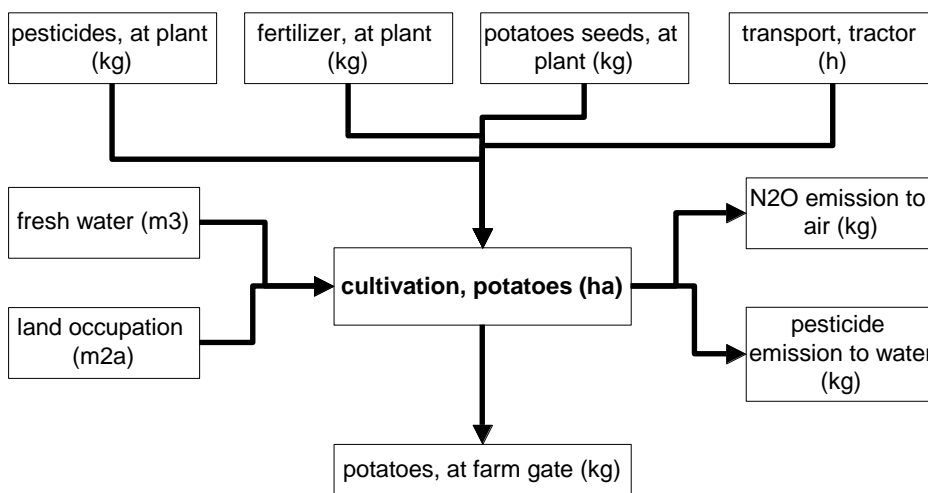 pesticides, at plant
(kg)
fertilizer, at plant
(kg)
potatoes seeds, at
plant (kg)
transport, tractor
(h)
fresh water (m3)
land occupation
(m2a)
cultivation, potatoes (ha)
N2O emission to
air (kg)
pesticide
emission to water
(kg)
potatoes, at farm gate (kg)